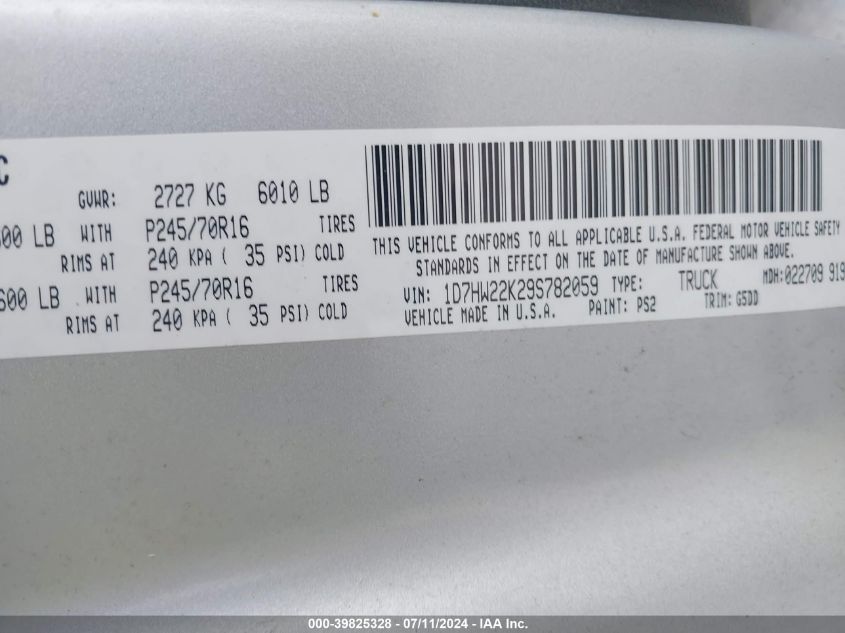 C
GVWR: 2727 KG 6010 LB
00 LB WITH P245/70R16 TIRES
RIMS AT 240 KPA ( 35 PSI) COLD
600 LB WITH P245/70R16 TIRES
RIMS AT 240 KPA ( 35 PSI) COLD
THIS VEHICLE CONFORMS TO ALL APPLICABLE U.S.A. FEDERAL MOTOR VEHICLE SAFETY
STANDARDS IN EFFECT ON THE DATE OF MANUFACTURE SHOWN ABOVE.
VIN: 1D7HW22K29S782059 TYPE: TRUCK MDH:022709 919
VEHICLE MADE IN U.S.A. PAINT: PS2 TRIM: G5DD
000-39825328 - 07/11/2024 - IAA Inc.